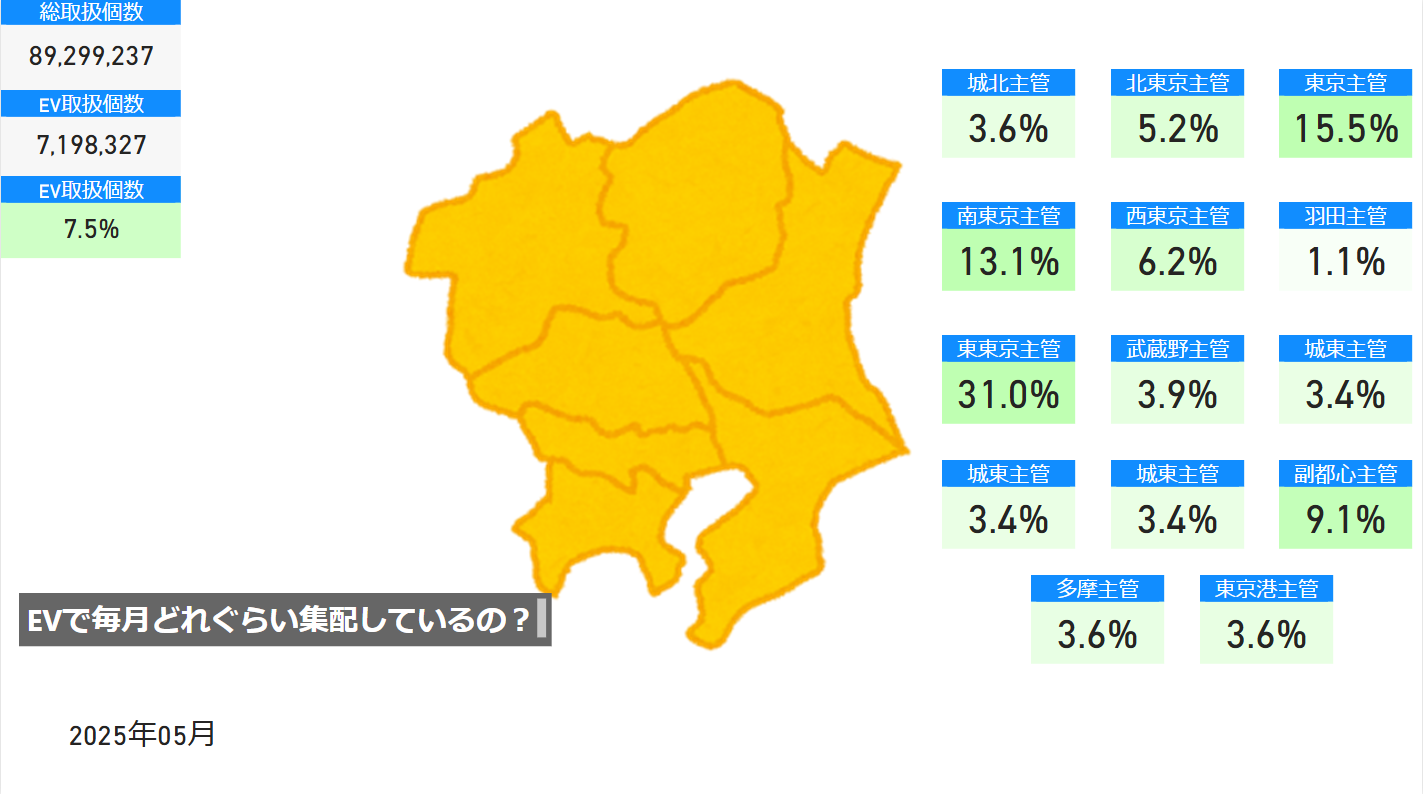 総取扱個数
89,299,237
EV取扱個数
7,198,327
EV取扱個数
7.5%
城北主管
3.6%
北東京主管
5.2%
東京主管
15.5%
南東京主管
13.1%
西東京主管
6.2%
羽田主管
1.1%
東東京主管
31.0%
武蔵野主管
3.9%
城東主管
3.4%
城東主管
3.4%
城東主管
3.4%
副都心主管
9.1%
多摩主管
3.6%
東京港主管
3.6%
EVで毎月どれぐらい集配しているの？
2025年05月